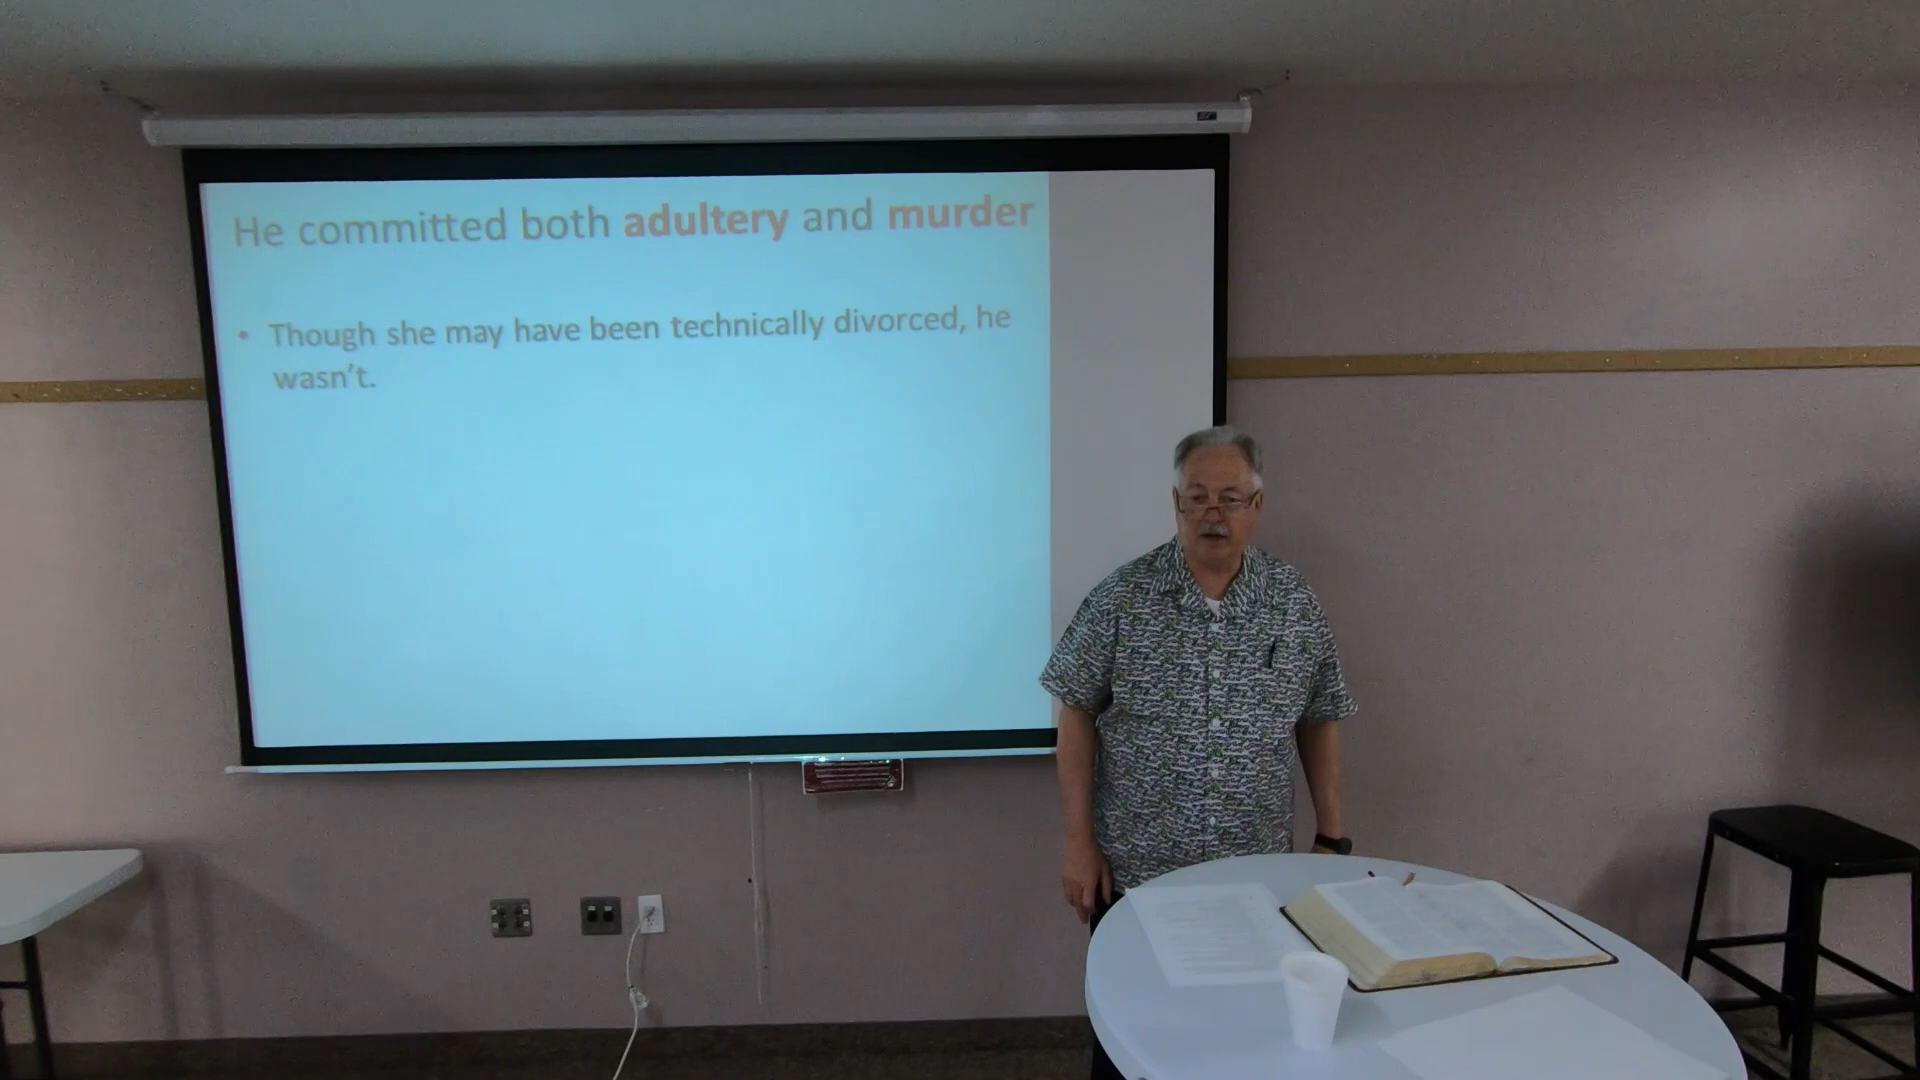 He committed both adultery and murder
• Though she may have been technically divorced, he
wasn't.